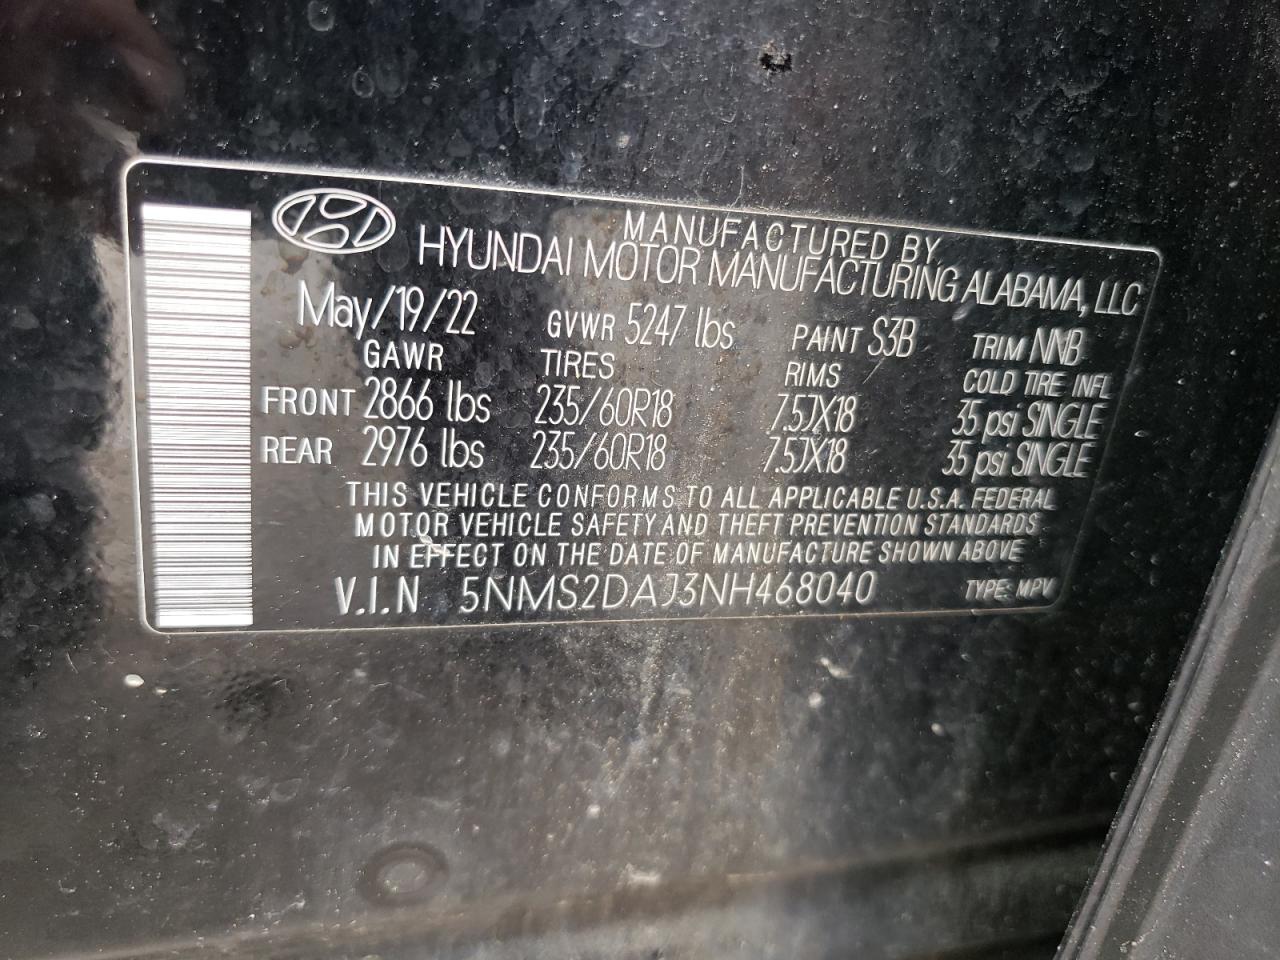 MANUFACTURED BY
HYUNDAI MOTOR MANUFACTURING ALABAMA, LLC
May/19/22 GVWR 5247 lbs PAINT S3B TRIM NNB
GAWR TIRES RIMS COLD TIRE INFL
FRONT 2866 lbs 235/60R18 7.5JX18 35 psi SINGLE
REAR 2976 lbs 235/60R18 7.5JX18 35 psi SINGLE
THIS VEHICLE CONFORMS TO ALL APPLICABLE U.S.A. FEDERAL
MOTOR VEHICLE SAFETY AND THEFT PREVENTION STANDARDS
IN EFFECT ON THE DATE OF MANUFACTURE SHOWN ABOVE
V.I.N 5NMS2DAJ3NH468040 TYPE: MPV